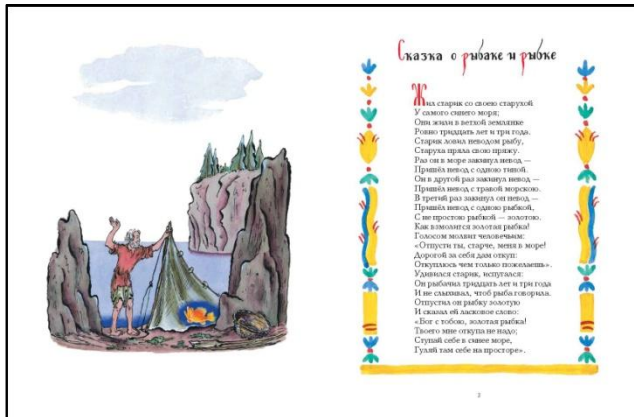 Сказка о рыбаке и рыбке
Жил старик со своею старухой
У самого синего моря;
Они жили в ветхой землянке
Ровно тридцать лет и три года.
Старик ловил неводом рыбу,
Старуха пряла свою пряжу.
Раз он в море закинул невод —
Пришёл невод с одною тиной.
Он в другой раз закинул невод —
Пришёл невод с травой морскою.
В третий раз закинул он невод —
Пришёл невод с одною рыбкой,
С не простою рыбкой — золотою.
Как взмолится золотая рыбка!
Голосом молвит человечьим:
«Отпусти ты, старче, меня в море!
Дорогой за себя дам откуп:
Откуплюсь чем только пожелаешь».
Удивился старик, испугался:
Он рыбачил тридцать лет и три года
И не слыхивал, чтоб рыба говорила.
Отпустил он рыбку золотую
И сказал ей ласковое слово:
«Бог с тобою, золотая рыбка!
Твоего мне откупа не надо;
Ступай себе в синее море,
Гуляй там себе на просторе».